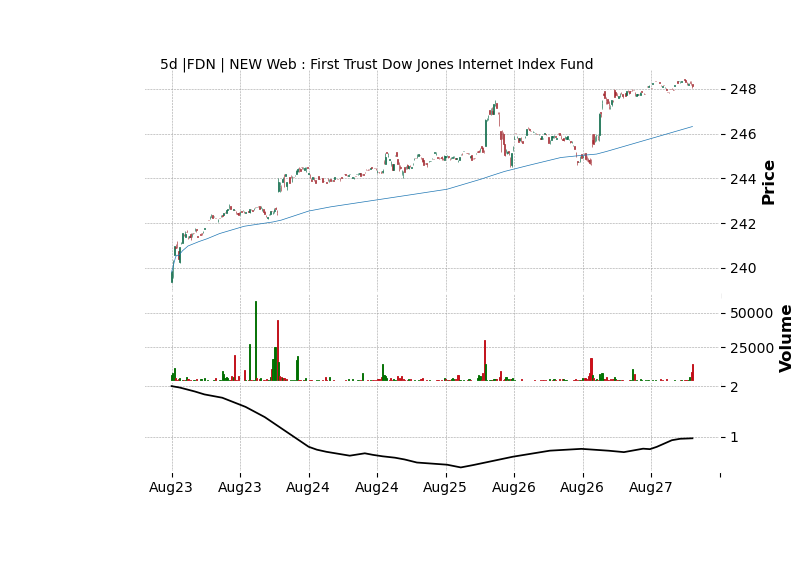 5d |FDN | NEW Web : First Trust Dow Jones Internet Index Fund
248
246
244
242
240
Price
50000
25000
Volume
2
1
Aug23 Aug23 Aug24 Aug24 Aug25 Aug26 Aug26 Aug27